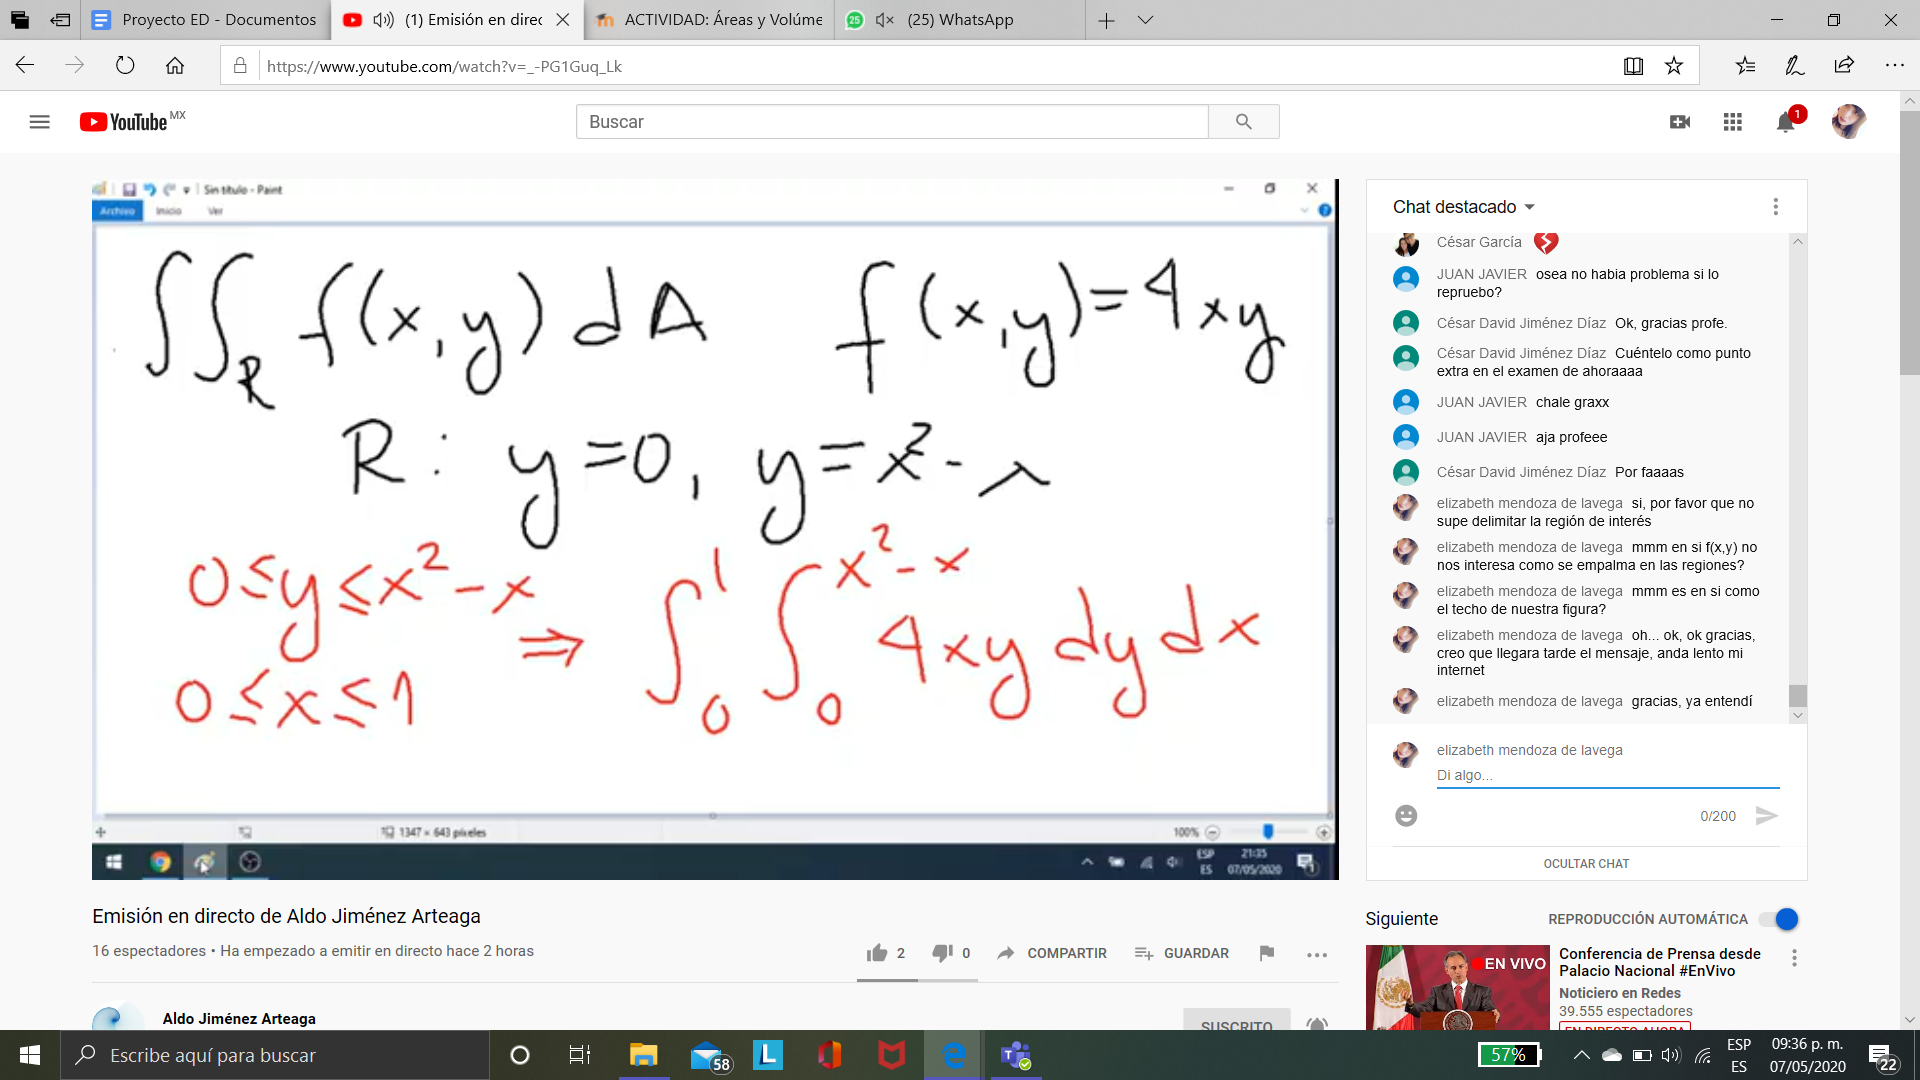 Proyecto ED - Documentos
(1) Emisión en direc
ACTIVIDAD: Áreas y Volúme
(25) WhatsApp
https://www.youtube.com/watch?v=_-PG1Guq_Lk
YouTube MX
Buscar
1
Sin título - Paint
Archivo Inicio Ver
∫∫_R f(x,y) dA f(x,y)=4xy
R: y=0, y=x²-x
0≤y≤x²-x
0≤x≤1
⇒ ∫_0^1 ∫_0^{x²-x} 4xy dy dx
1347 × 643 píxeles
100%
ESP
ES
21:35
07/05/2020
Chat destacado
César García
JUAN JAVIER osea no habia problema si lo
repruebo?
César David Jiménez Díaz Ok, gracias profe.
César David Jiménez Díaz Cuéntelo como punto
extra en el examen de ahoraaaa
JUAN JAVIER chale graxx
JUAN JAVIER aja profeee
César David Jiménez Díaz Por faaaas
elizabeth mendoza de lavega si, por favor que no
supe delimitar la región de interés
elizabeth mendoza de lavega mmm en si f(x,y) no
nos interesa como se empalma en las regiones?
elizabeth mendoza de lavega mmm es en si como
el techo de nuestra figura?
elizabeth mendoza de lavega oh... ok, ok gracias,
creo que llegara tarde el mensaje, anda lento mi
internet
elizabeth mendoza de lavega gracias, ya entendí
elizabeth mendoza de lavega
Di algo...
0/200
OCULTAR CHAT
Emisión en directo de Aldo Jiménez Arteaga
16 espectadores • Ha empezado a emitir en directo hace 2 horas
2 0 COMPARTIR GUARDAR
Aldo Jiménez Arteaga
SUSCRITO
Siguiente REPRODUCCIÓN AUTOMÁTICA
EN VIVO
Conferencia de Prensa desde
Palacio Nacional #EnVivo
Noticiero en Redes
39.555 espectadores
EN DIRECTO AHORA
Escribe aquí para buscar
58
57%
ESP
ES
09:36 p. m.
07/05/2020
22